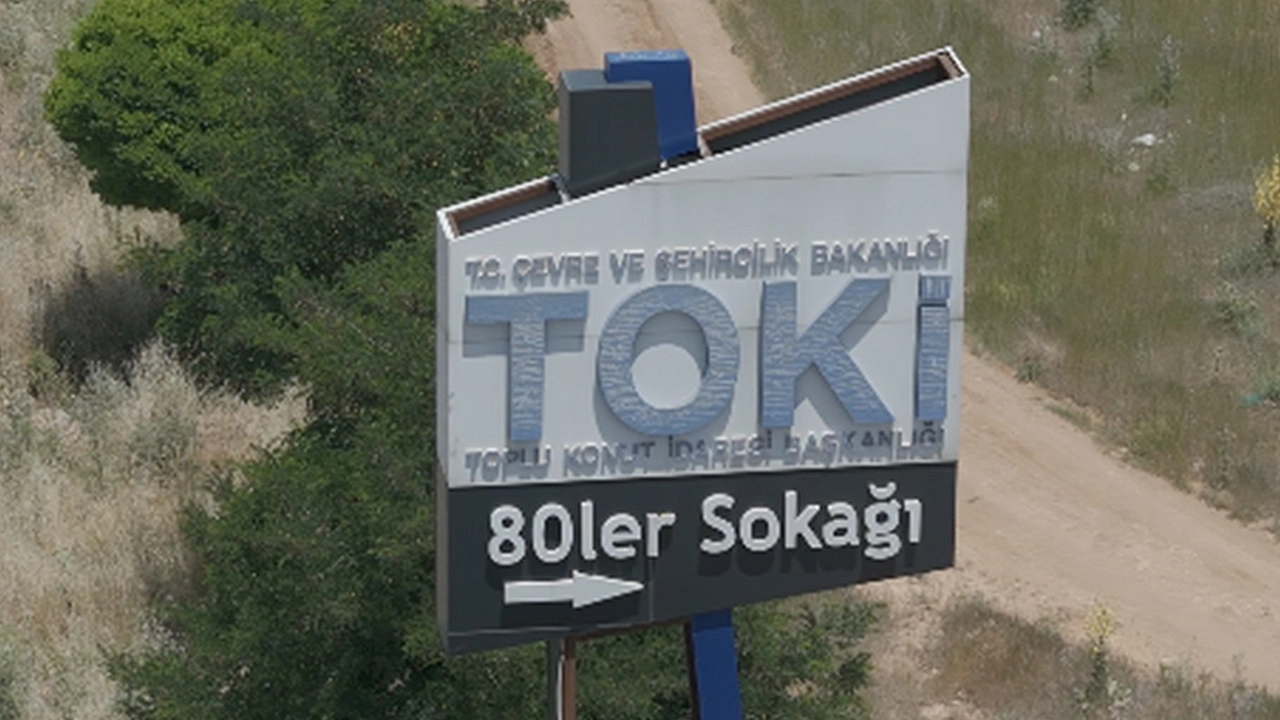 T.C. ÇEVRE VE ŞEHİRCİLİK BAKANLIĞI
TOKİ
TOPLU KONUT İDARESİ BAŞKANLIĞI
80ler Sokağı